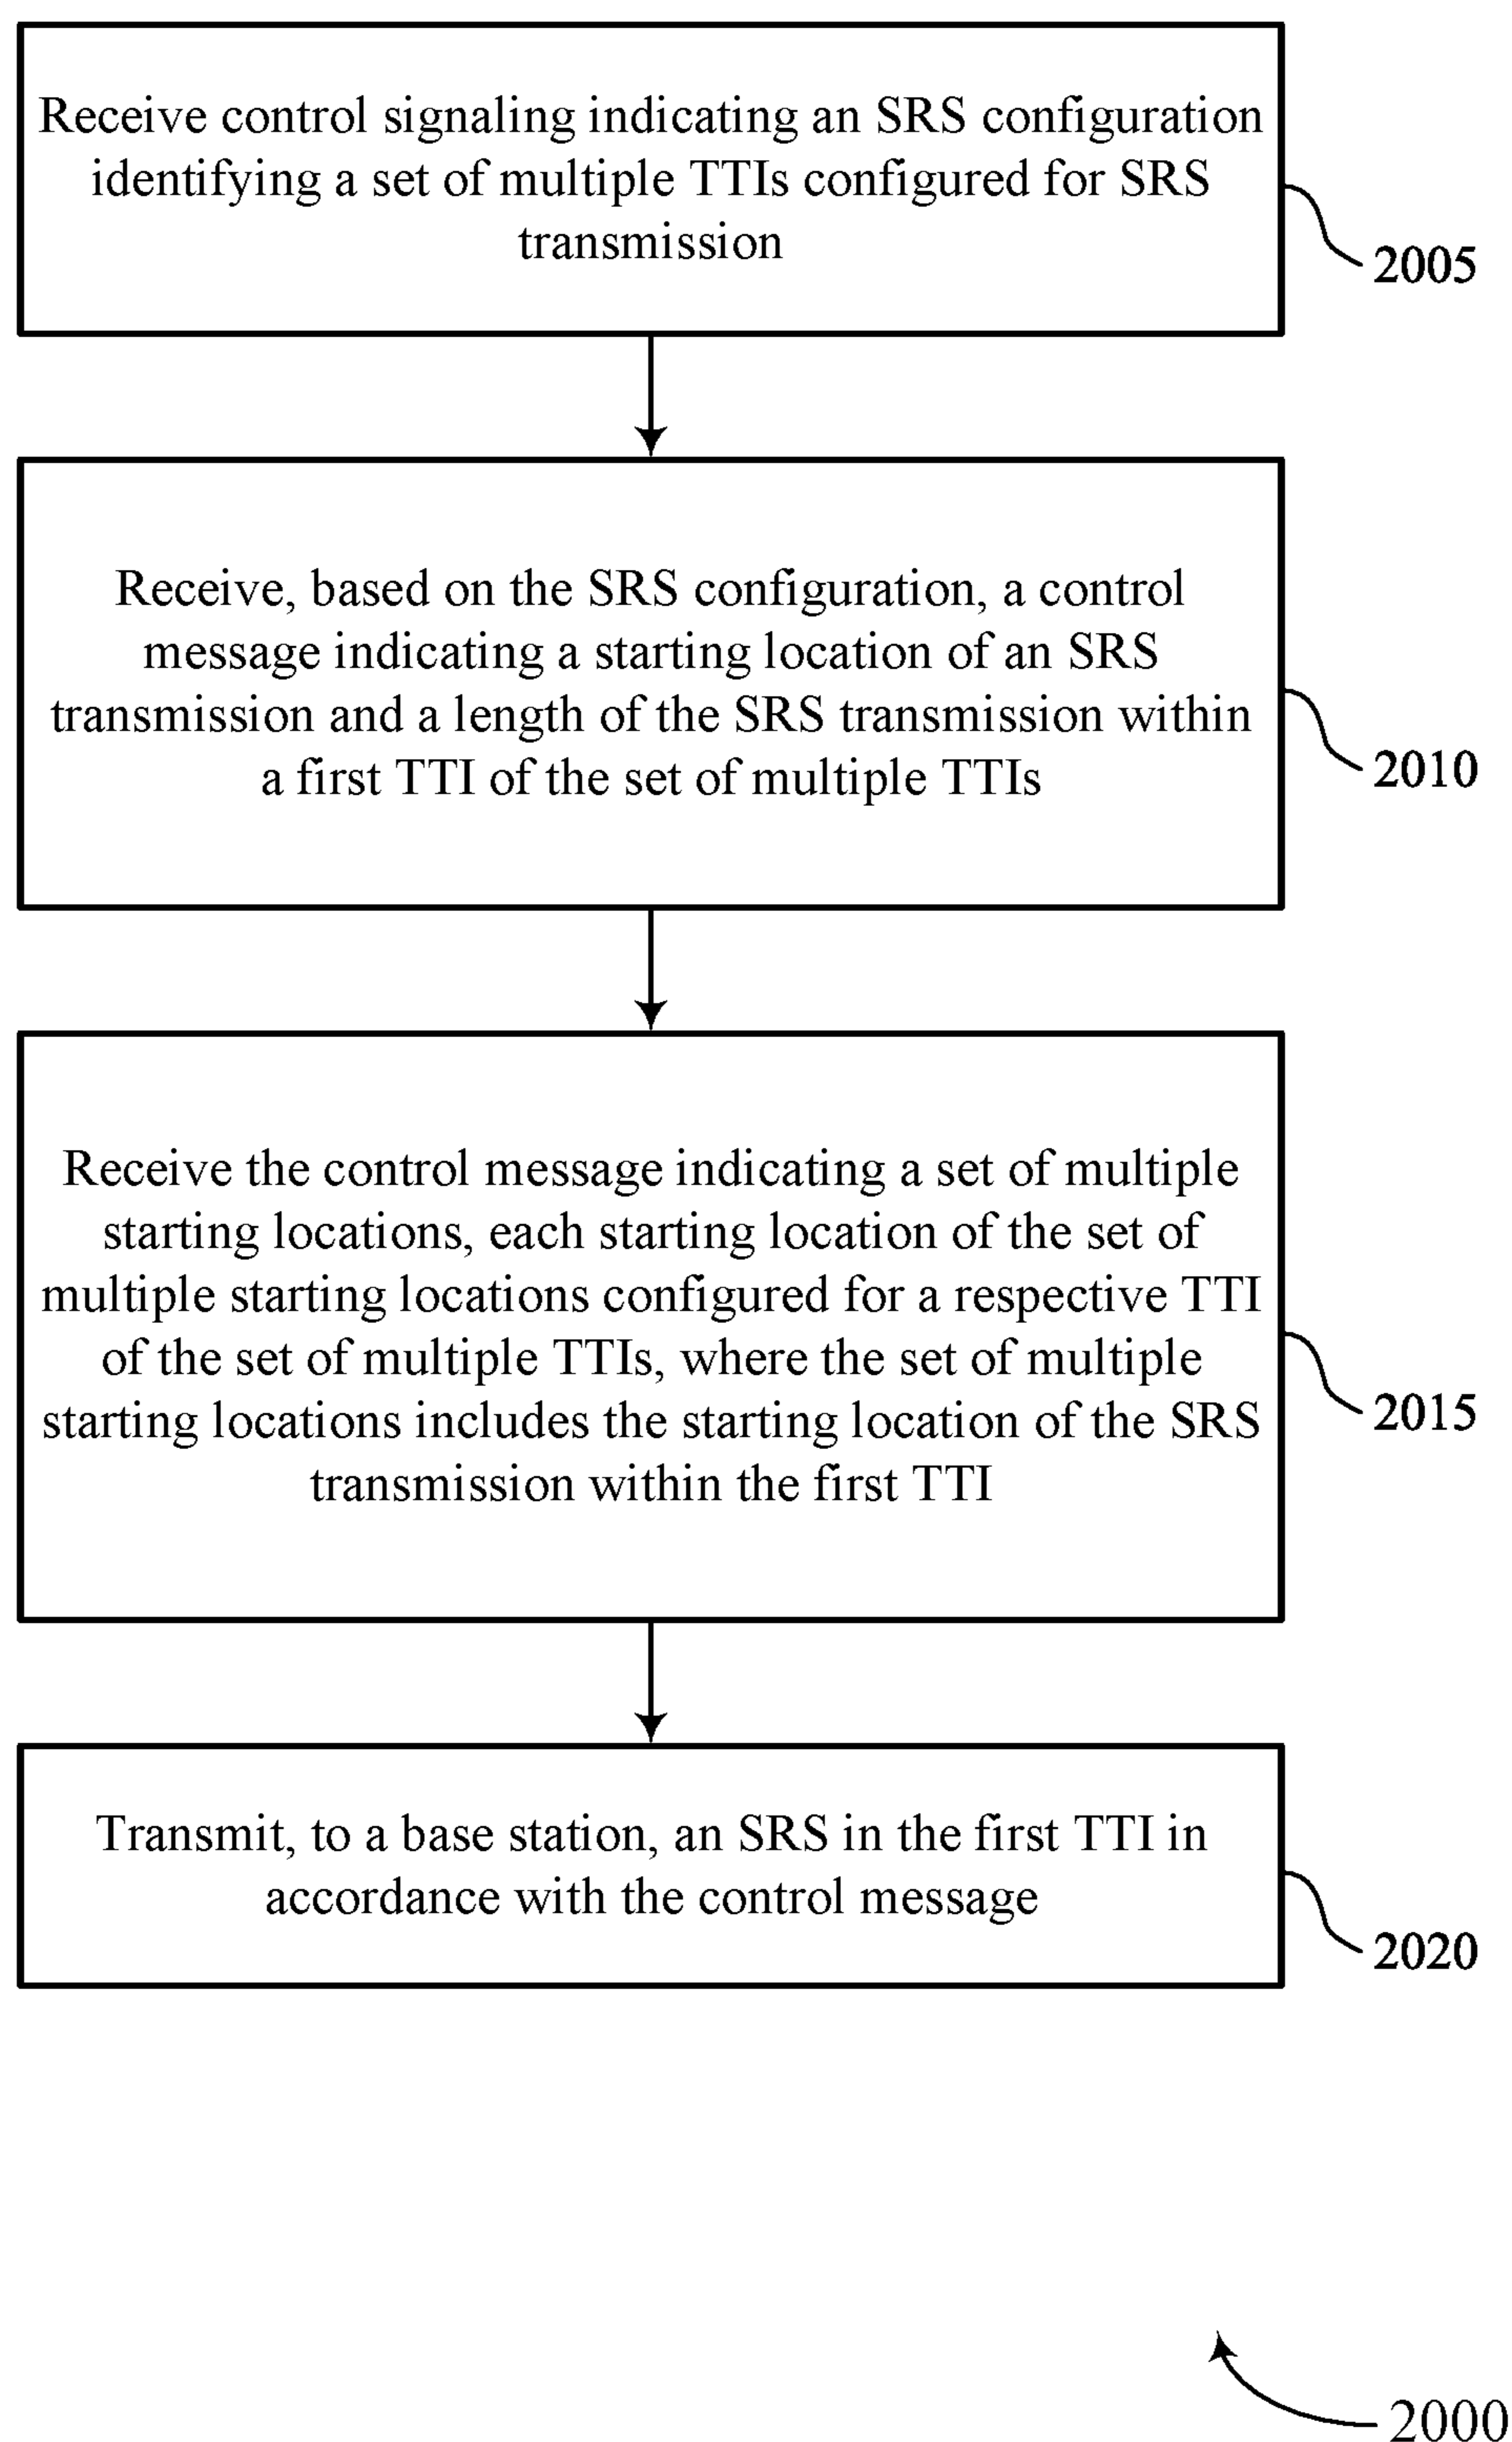 Receive control signaling indicating an SRS configuration
identifying a set of multiple TTIs configured for SRS
transmission
2005
Receive, based on the SRS configuration, a control
message indicating a starting location of an SRS
transmission and a length of the SRS transmission within
a first TTI of the set of multiple TTIs
2010
Receive the control message indicating a set of multiple
starting locations, each starting location of the set of
multiple starting locations configured for a respective TTI
of the set of multiple TTIs, where the set of multiple
starting locations includes the starting location of the SRS
transmission within the first TTI
2015
Transmit, to a base station, an SRS in the first TTI in
accordance with the control message
2020
2000